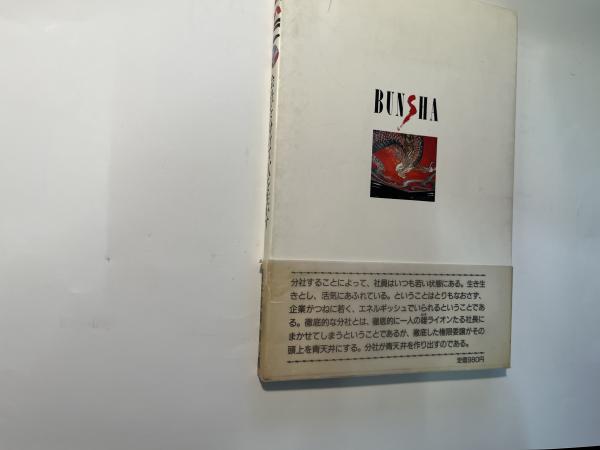 BUNSHA
分社することによって、社員はいつも若い状態にある。生き生
きとし、活気にあふれている。ということはとりもなおさず、
企業がつねに若く、エネルギッシュでいられるということであ
る。徹底的な分社とは、徹底的に一人の雄ライオンたる社長に
まかせてしまうということであるが、徹底した権限委譲がその
頭上を青天井にする。分社が青天井を作り出すのである。
定価980円